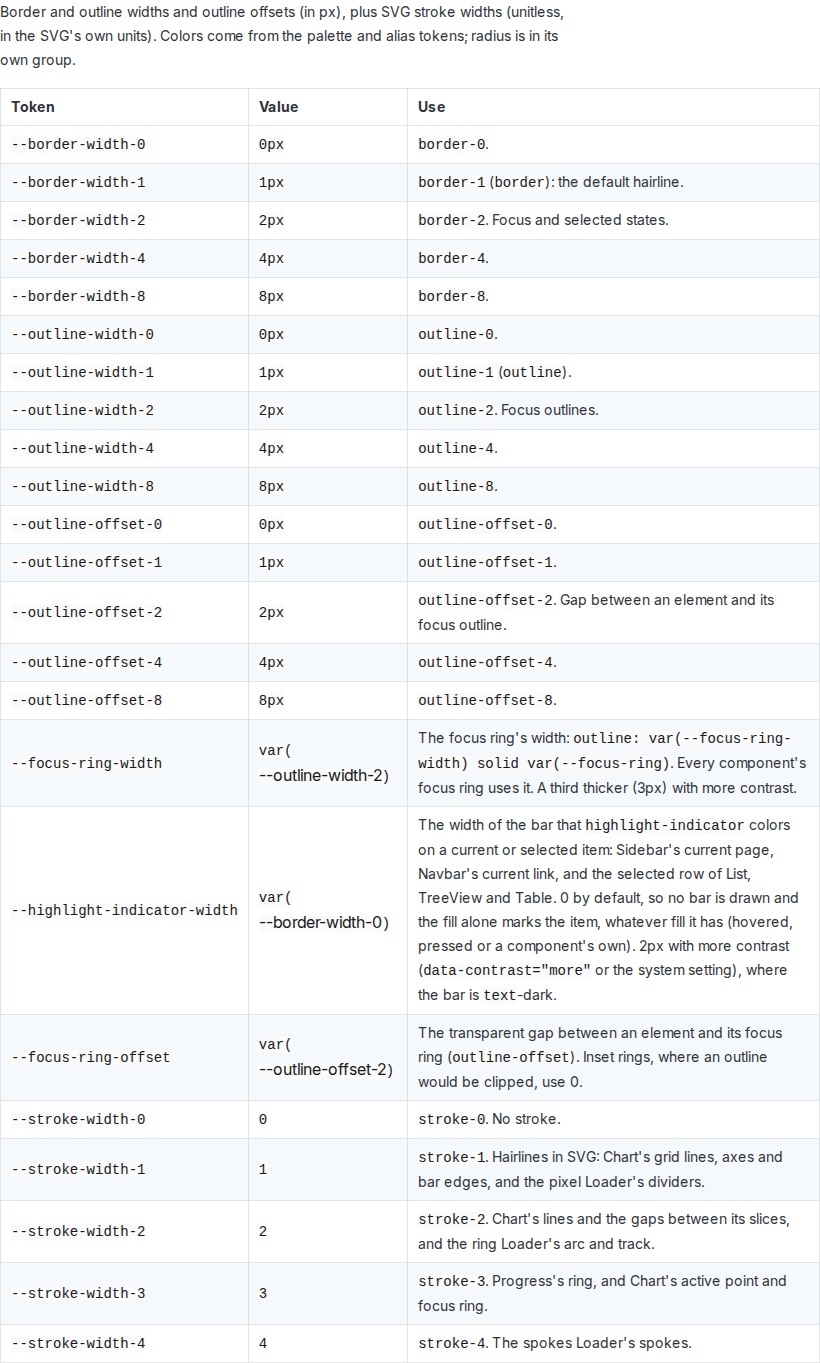 Border and outline widths and outline offsets (in px), plus SVG stroke widths (unitless,
in the SVG's own units). Colors come from the palette and alias tokens; radius is in its
own group.
Token Value Use
--border-width-0 0px border-0.
--border-width-1 1px border-1 (border): the default hairline.
--border-width-2 2px border-2. Focus and selected states.
--border-width-4 4px border-4.
--border-width-8 8px border-8.
--outline-width-0 0px outline-0.
--outline-width-1 1px outline-1 (outline).
--outline-width-2 2px outline-2. Focus outlines.
--outline-width-4 4px outline-4.
--outline-width-8 8px outline-8.
--outline-offset-0 0px outline-offset-0.
--outline-offset-1 1px outline-offset-1.
--outline-offset-2 2px outline-offset-2. Gap between an element and its
focus outline.
--outline-offset-4 4px outline-offset-4.
--outline-offset-8 8px outline-offset-8.
--focus-ring-width
var(
--outline-width-2)
The focus ring's width: outline: var(--focus-ring-
width) solid var(--focus-ring). Every component's
focus ring uses it. A third thicker (3px) with more contrast.
--highlight-indicator-width
var(
--border-width-0)
The width of the bar that highlight-indicator colors
on a current or selected item: Sidebar's current page,
Navbar's current link, and the selected row of List,
TreeView and Table. 0 by default, so no bar is drawn and
the fill alone marks the item, whatever fill it has (hovered,
pressed or a component's own). 2px with more contrast
(data-contrast="more" or the system setting), where
the bar is text-dark.
--focus-ring-offset
var(
--outline-offset-2)
The transparent gap between an element and its focus
ring (outline-offset). Inset rings, where an outline
would be clipped, use 0.
--stroke-width-0 0 stroke-0. No stroke.
--stroke-width-1 1 stroke-1. Hairlines in SVG: Chart's grid lines, axes and
bar edges, and the pixel Loader's dividers.
--stroke-width-2 2 stroke-2. Chart's lines and the gaps between its slices,
and the ring Loader's arc and track.
--stroke-width-3 3 stroke-3. Progress's ring, and Chart's active point and
focus ring.
--stroke-width-4 4 stroke-4. The spokes Loader's spokes.